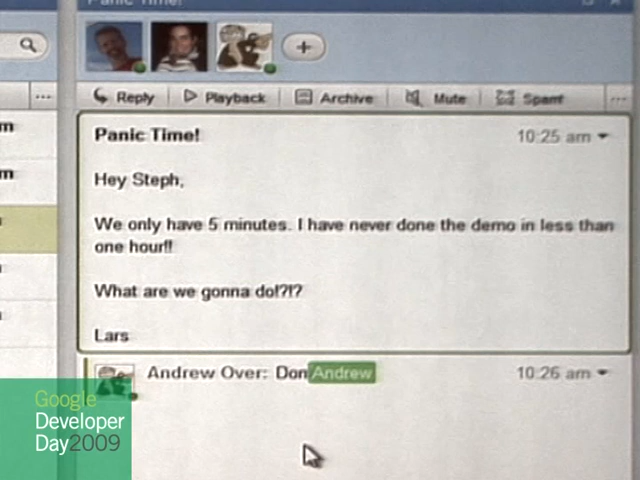 Panic Time!
+
... Reply Playback Archive Mute Spam ...
m
m
Panic Time! 10:25 am
Hey Steph,
We only have 5 minutes. I have never done the demo in less than
one hour!!
What are we gonna do!?!?
Lars
Andrew Over: Don Andrew 10:26 am
Google
Developer
Day2009